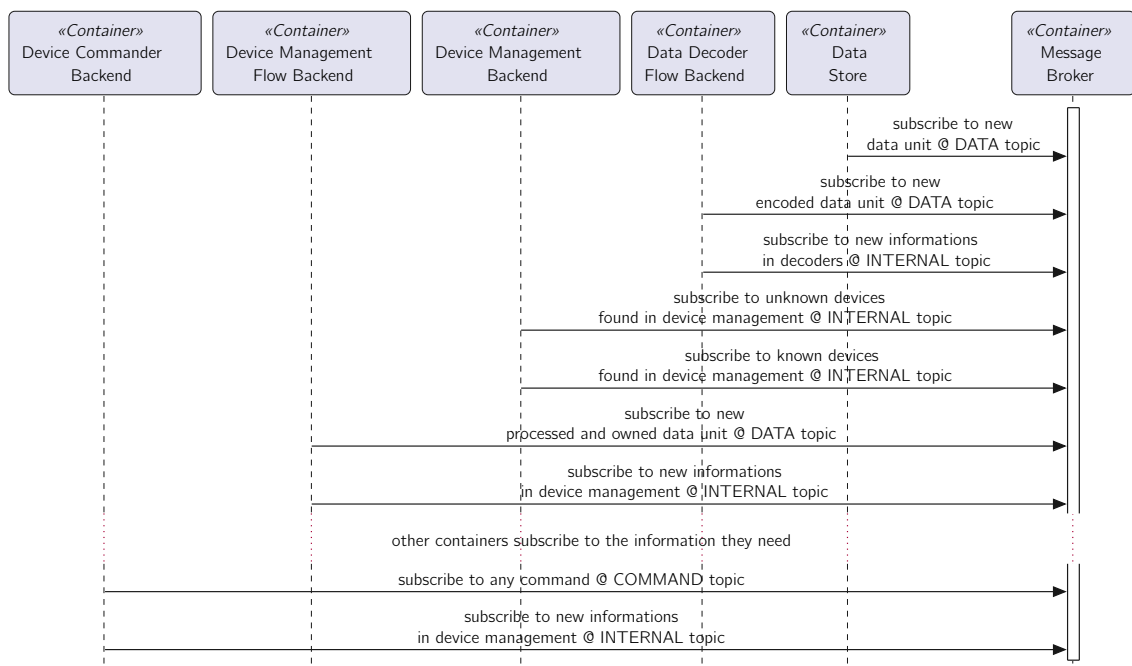 «Container»
Device Commander
Backend
«Container»
Device Management
Flow Backend
«Container»
Device Management
Backend
«Container»
Data Decoder
Flow Backend
«Container»
Data
Store
«Container»
Message
Broker
subscribe to new
data unit @ DATA topic
subscribe to new
encoded data unit @ DATA topic
subscribe to new informations
in decoders @ INTERNAL topic
subscribe to unknown devices
found in device management @ INTERNAL topic
subscribe to known devices
found in device management @ INTERNAL topic
subscribe to new
processed and owned data unit @ DATA topic
subscribe to new informations
in device management @ INTERNAL topic
other containers subscribe to the information they need
subscribe to any command @ COMMAND topic
subscribe to new informations
in device management @ INTERNAL topic